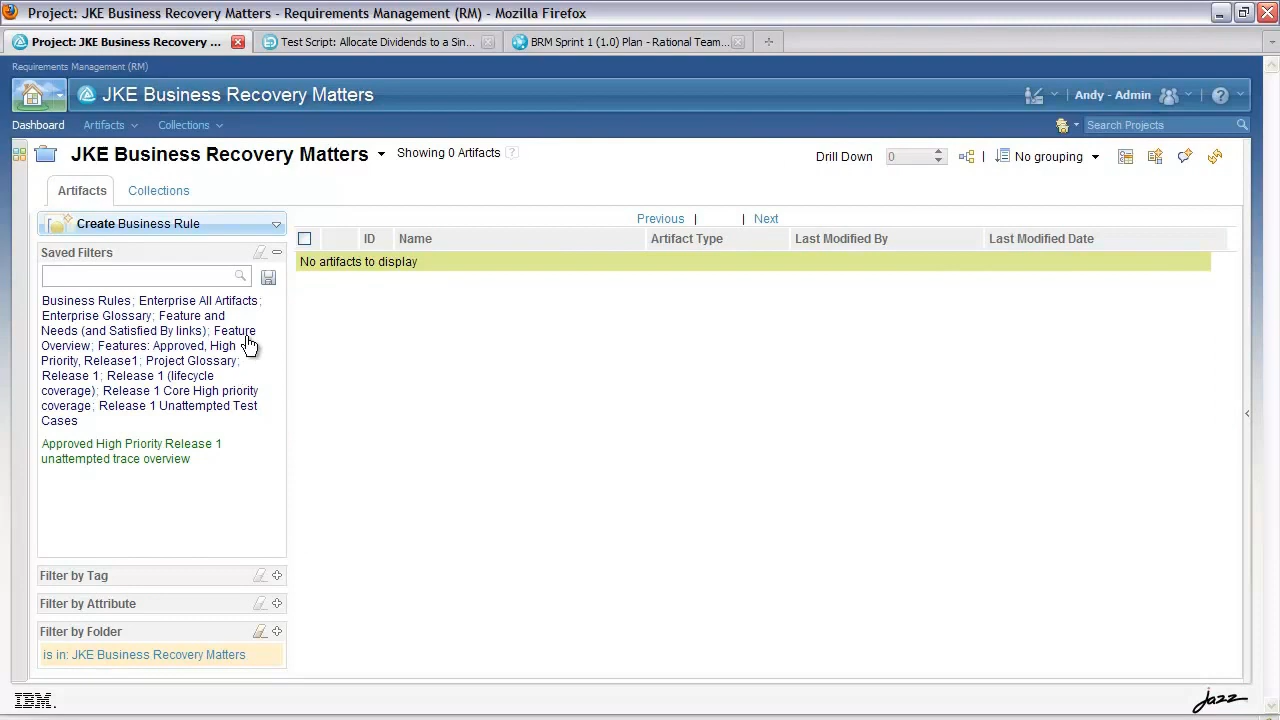 Project: JKE Business Recovery Matters - Requirements Management (RM) - Mozilla Firefox
Project: JKE Business Recovery ...
Test Script: Allocate Dividends to a Sin...
BRM Sprint 1 (1.0) Plan - Rational Team...
Requirements Management (RM)
JKE Business Recovery Matters
Andy - Admin
Dashboard
Artifacts
Collections
Search Projects
JKE Business Recovery Matters
Showing 0 Artifacts
Drill Down
0
No grouping
Artifacts
Collections
Create Business Rule
Saved Filters
Business Rules; Enterprise All Artifacts;
Enterprise Glossary; Feature and
Needs (and Satisfied By links); Feature
Overview; Features: Approved, High
Priority, Release1; Project Glossary;
Release 1; Release 1 (lifecycle
coverage); Release 1 Core High priority
coverage; Release 1 Unattempted Test
Cases
Approved High Priority Release 1
unattempted trace overview
Filter by Tag
Filter by Attribute
Filter by Folder
is in: JKE Business Recovery Matters
Previous | | Next
ID
Name
Artifact Type
Last Modified By
Last Modified Date
No artifacts to display
IBM.
Jazz